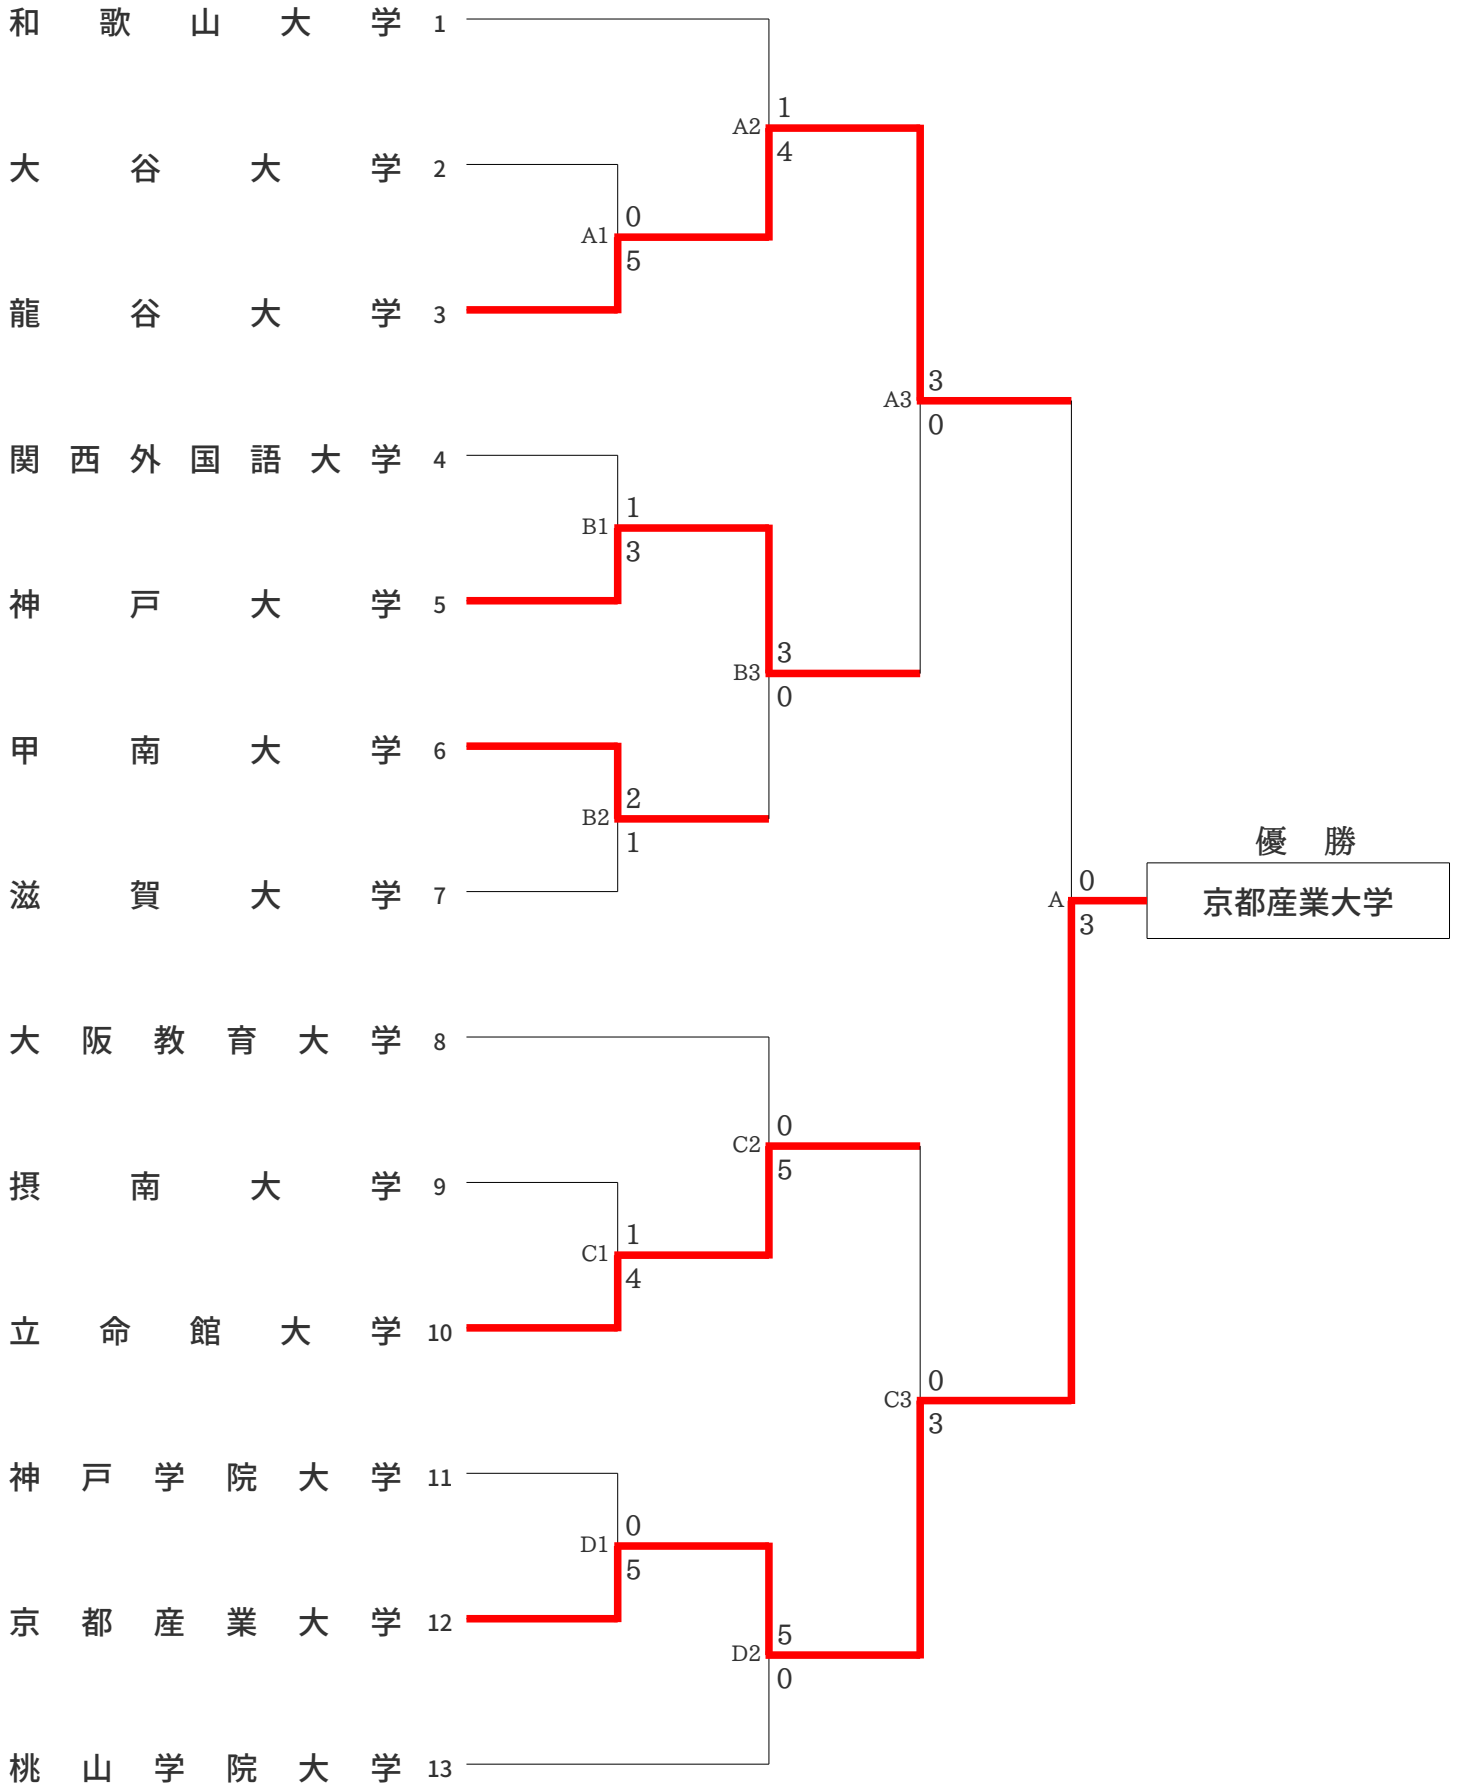 和歌山大学 1
1
A2
4
大谷大学 2
0
A1
5
龍谷大学 3
3
A3
0
関西外国語大学 4
1
B1
3
神戸大学 5
3
B3
0
甲南大学 6
2
B2
1
優勝
滋賀大学 7
0
A
京都産業大学
3
大阪教育大学 8
0
C2
5
摂南大学 9
1
C1
4
立命館大学 10
0
C3
3
神戸学院大学 11
0
D1
5
京都産業大学 12
5
D2
0
桃山学院大学 13